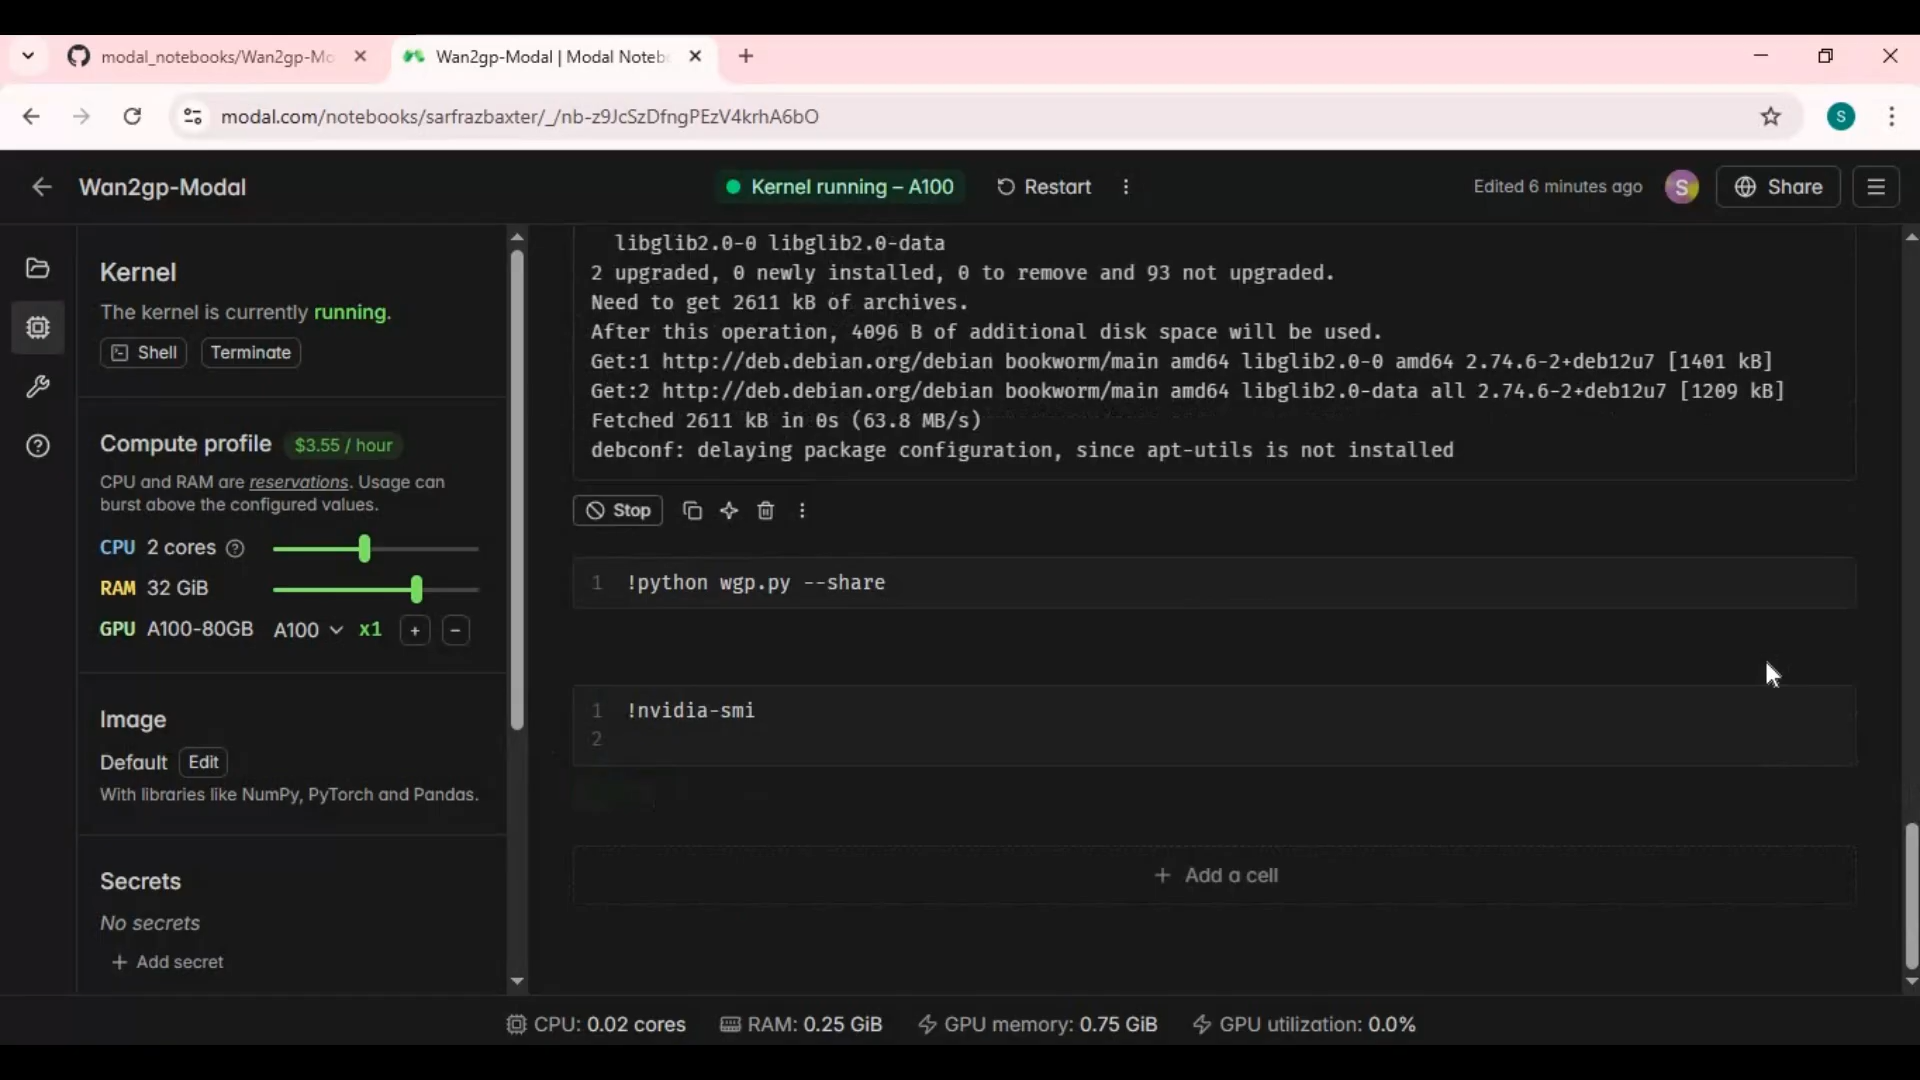 modal_notebooks/Wan2gp-Mo
Wan2gp-Modal | Modal Noteb
modal.com/notebooks/sarfrazbaxter/_/nb-z9JcSzDfngPEzV4krhA6bO
S
Wan2gp-Modal
Kernel running – A100
Restart
Edited 6 minutes ago
S
Share
Kernel
The kernel is currently running.
Shell
Terminate
Compute profile
$3.55 / hour
CPU and RAM are reservations. Usage can
burst above the configured values.
CPU 2 cores
RAM 32 GiB
GPU A100-80GB A100 x1 + -
Image
Default Edit
With libraries like NumPy, PyTorch and Pandas.
Secrets
No secrets
+ Add secret
libglib2.0-0 libglib2.0-data
2 upgraded, 0 newly installed, 0 to remove and 93 not upgraded.
Need to get 2611 kB of archives.
After this operation, 4096 B of additional disk space will be used.
Get:1 http://deb.debian.org/debian bookworm/main amd64 libglib2.0-0 amd64 2.74.6-2+deb12u7 [1401 kB]
Get:2 http://deb.debian.org/debian bookworm/main amd64 libglib2.0-data all 2.74.6-2+deb12u7 [1209 kB]
Fetched 2611 kB in 0s (63.8 MB/s)
debconf: delaying package configuration, since apt-utils is not installed
Stop
1 !python wgp.py --share
1 !nvidia-smi
2
+ Add a cell
CPU: 0.02 cores RAM: 0.25 GiB GPU memory: 0.75 GiB GPU utilization: 0.0%